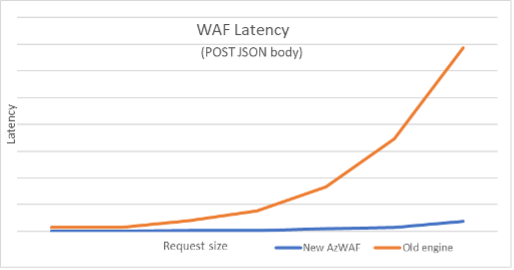 WAF Latency
(POST JSON body)
Latency
Request size
New AzWAF
Old engine